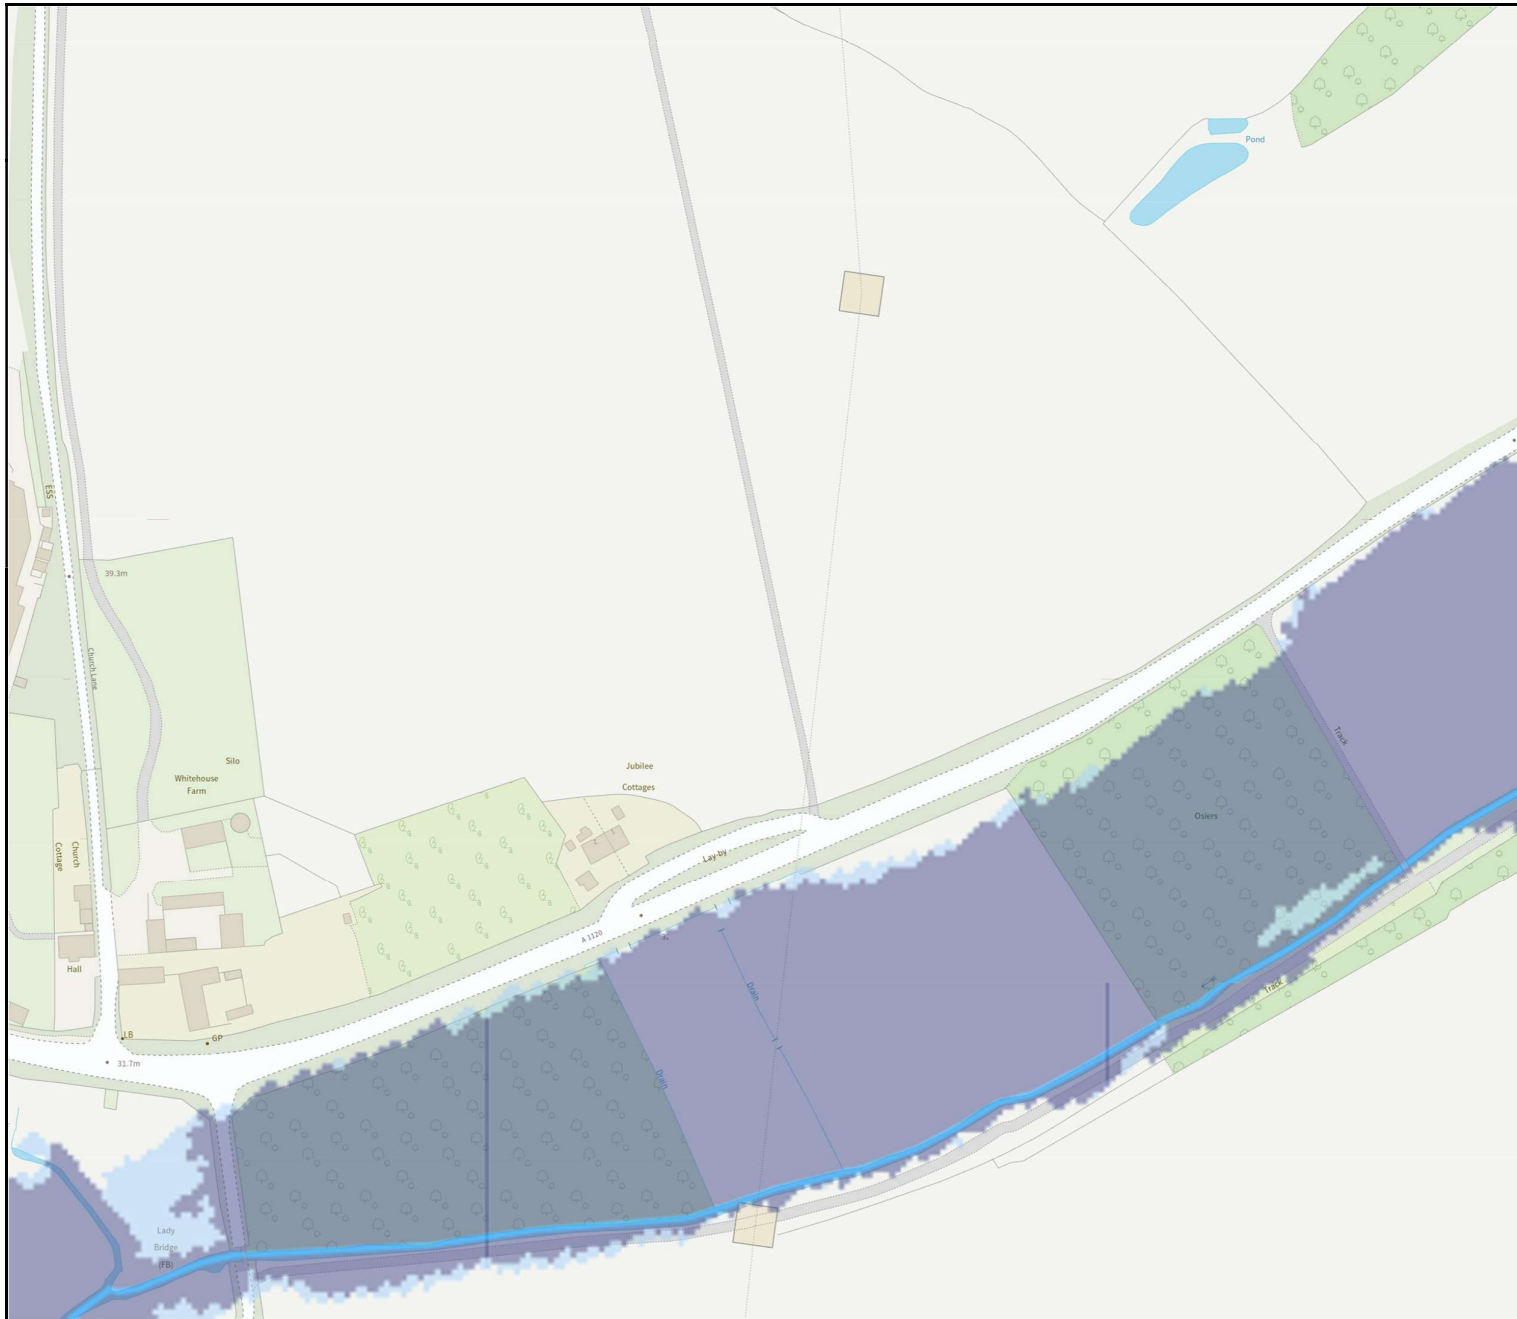 Pond
ESS
39.3m
Church Lane
Silo
Whitehouse
Farm
Jubilee
Cottages
Track
Osiers
Church
Cottage
Lay-by
A 1120
Hall
Drain
Track
LB
GP
31.7m
Drain
Lady
Bridge
(FB)